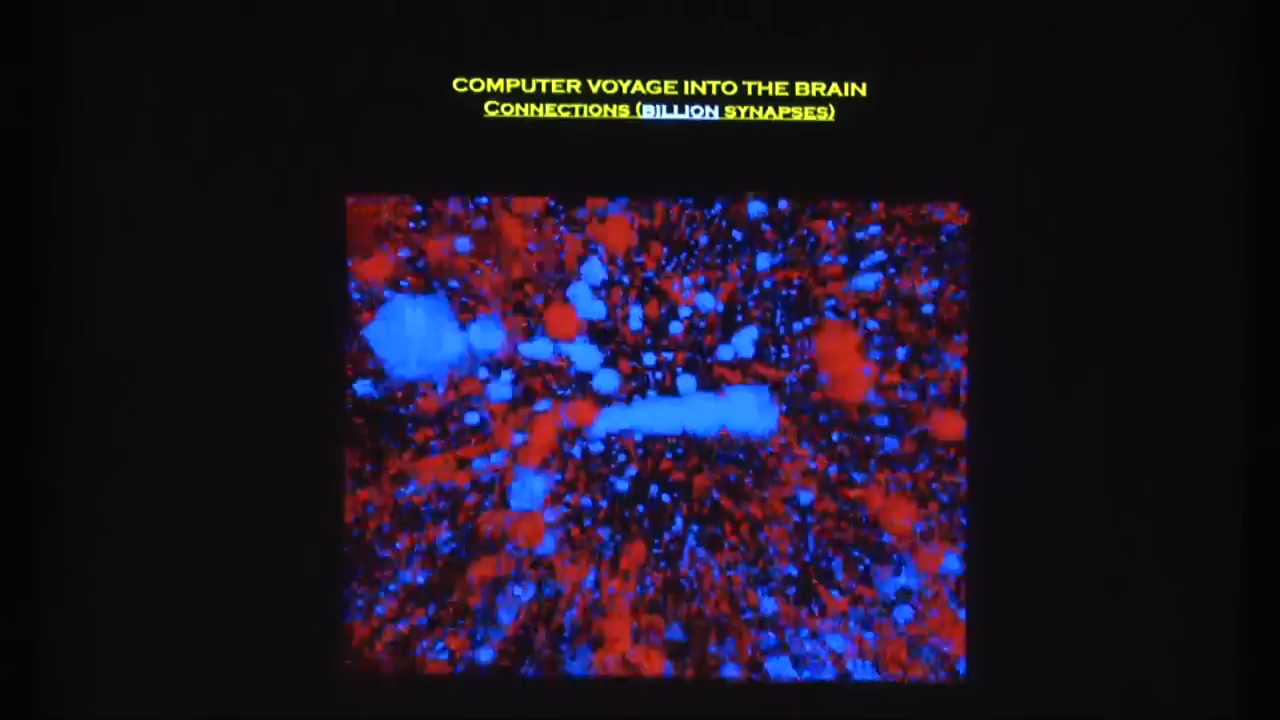 COMPUTER VOYAGE INTO THE BRAIN
CONNECTIONS (BILLION SYNAPSES)